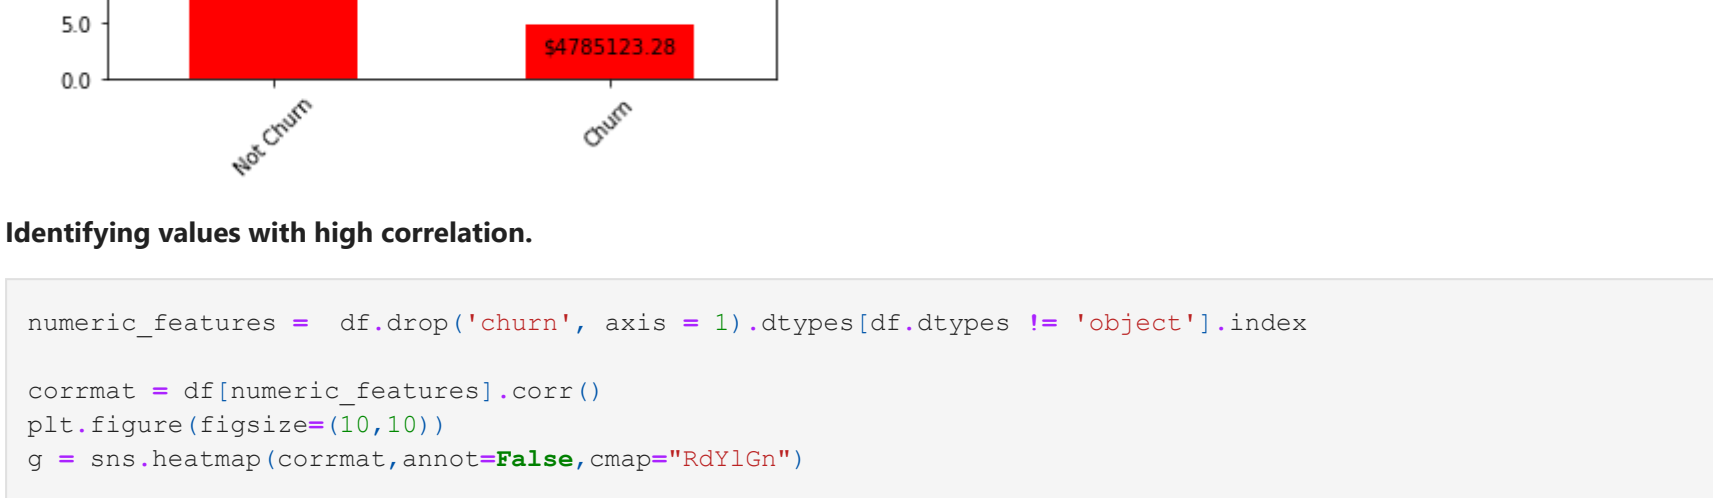 5.0
$4785123.28
0.0
Not Churn
Churn
Identifying values with high correlation.
numeric_features =  df.drop('churn', axis = 1).dtypes[df.dtypes != 'object'].index
corrmat = df[numeric_features].corr()
plt.figure(figsize=(10,10))
g = sns.heatmap(corrmat,annot=False,cmap="RdYlGn")